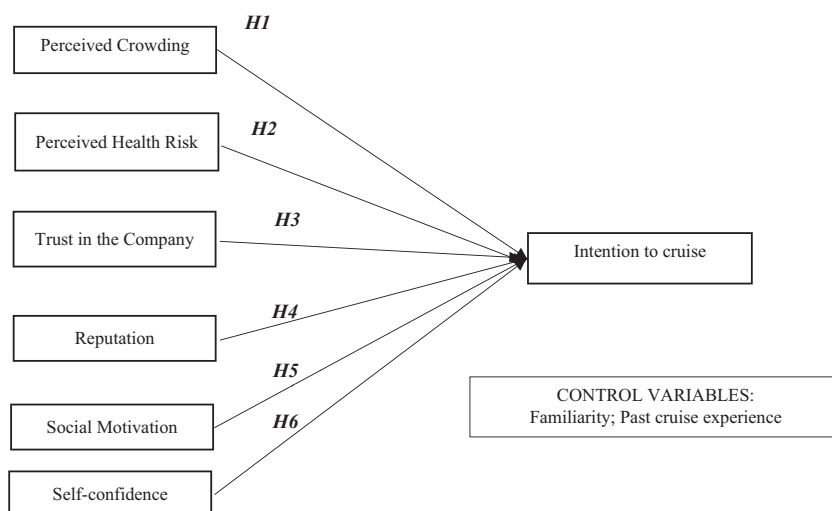 H1
Perceived Crowding
H2
Perceived Health Risk
H3
Trust in the Company
Intention to cruise
H4
Reputation
H5
CONTROL VARIABLES:
Familiarity; Past cruise experience
Social Motivation
H6
Self-confidence